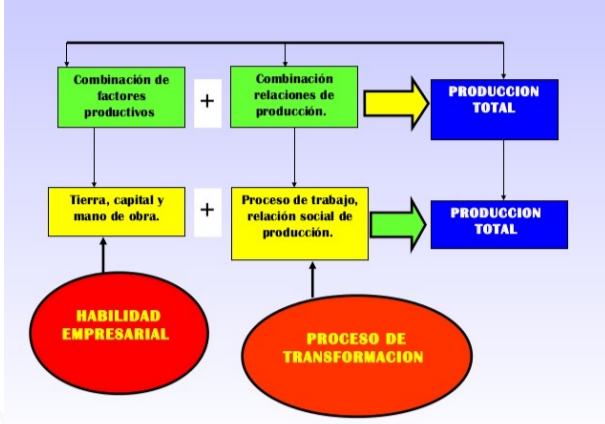 Combinación de
factores
productivos
+
Combinación
relaciones de
producción.
PRODUCCION
TOTAL
Tierra, capital y
mano de obra.
+
Proceso de trabajo,
relación social de
producción.
PRODUCCION
TOTAL
HABILIDAD
EMPRESARIAL
PROCESO DE
TRANSFORMACION